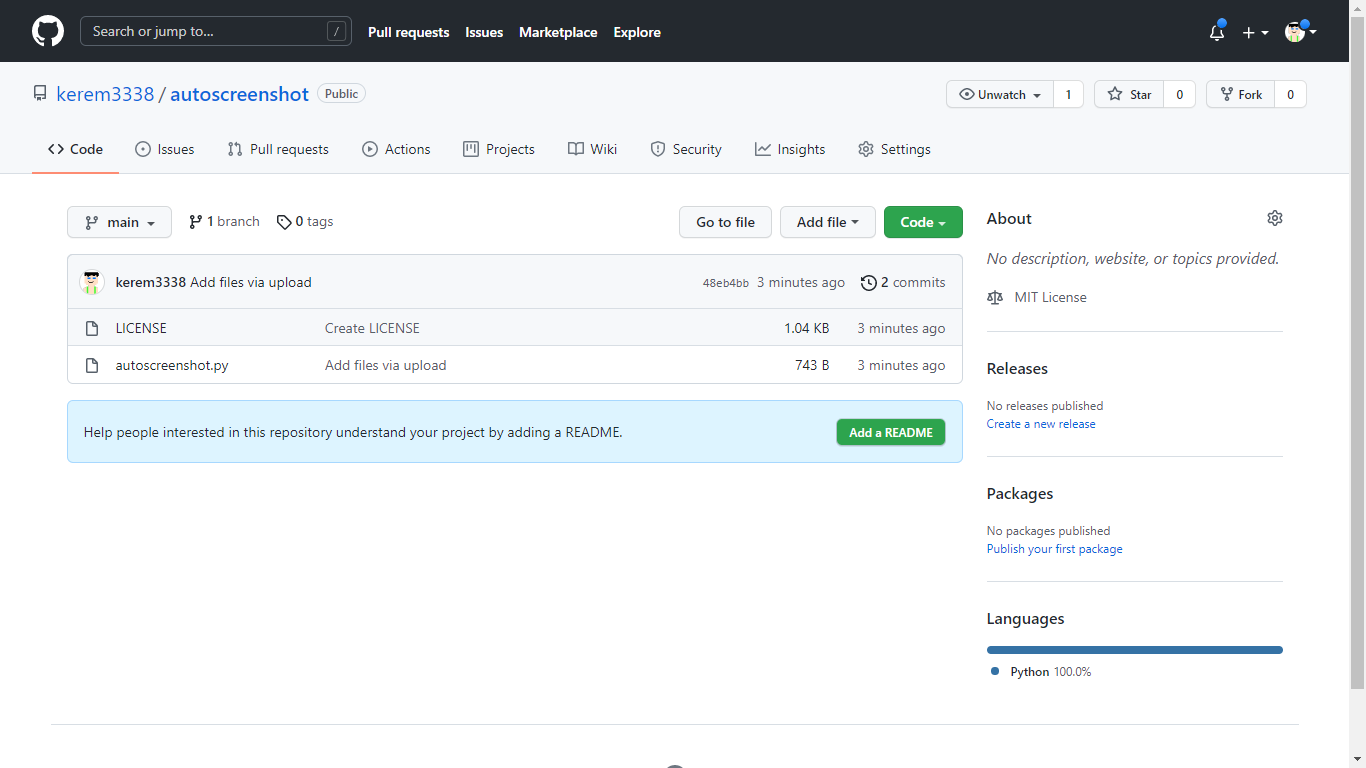 Search or jump to... / Pull requests Issues Marketplace Explore
kerem3338 / autoscreenshot Public Unwatch 1 Star 0 Fork 0
Code Issues Pull requests Actions Projects Wiki Security Insights Settings
main 1 branch 0 tags Go to file Add file Code
kerem3338 Add files via upload 48eb4bb 3 minutes ago 2 commits
LICENSE Create LICENSE 1.04 KB 3 minutes ago
autoscreenshot.py Add files via upload 743 B 3 minutes ago
Help people interested in this repository understand your project by adding a README. Add a README
About
No description, website, or topics provided.
MIT License
Releases
No releases published
Create a new release
Packages
No packages published
Publish your first package
Languages
Python 100.0%